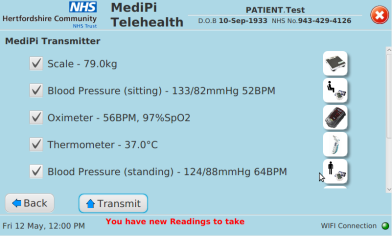 NHS
Hertfordshire Community
NHS Trust
MediPi
Telehealth
PATIENT.Test
D.O.B 10-Sep-1933 NHS No.943-429-4126
MediPi Transmitter
Scale - 79.0kg
Blood Pressure (sitting) - 133/82mmHg 52BPM
Oximeter - 56BPM, 97%SpO2
Thermometer - 37.0°C
Blood Pressure (standing) - 124/88mmHg 64BPM
Back
Transmit
Fri 12 May, 12:00 PM
You have new Readings to take
WIFI Connection